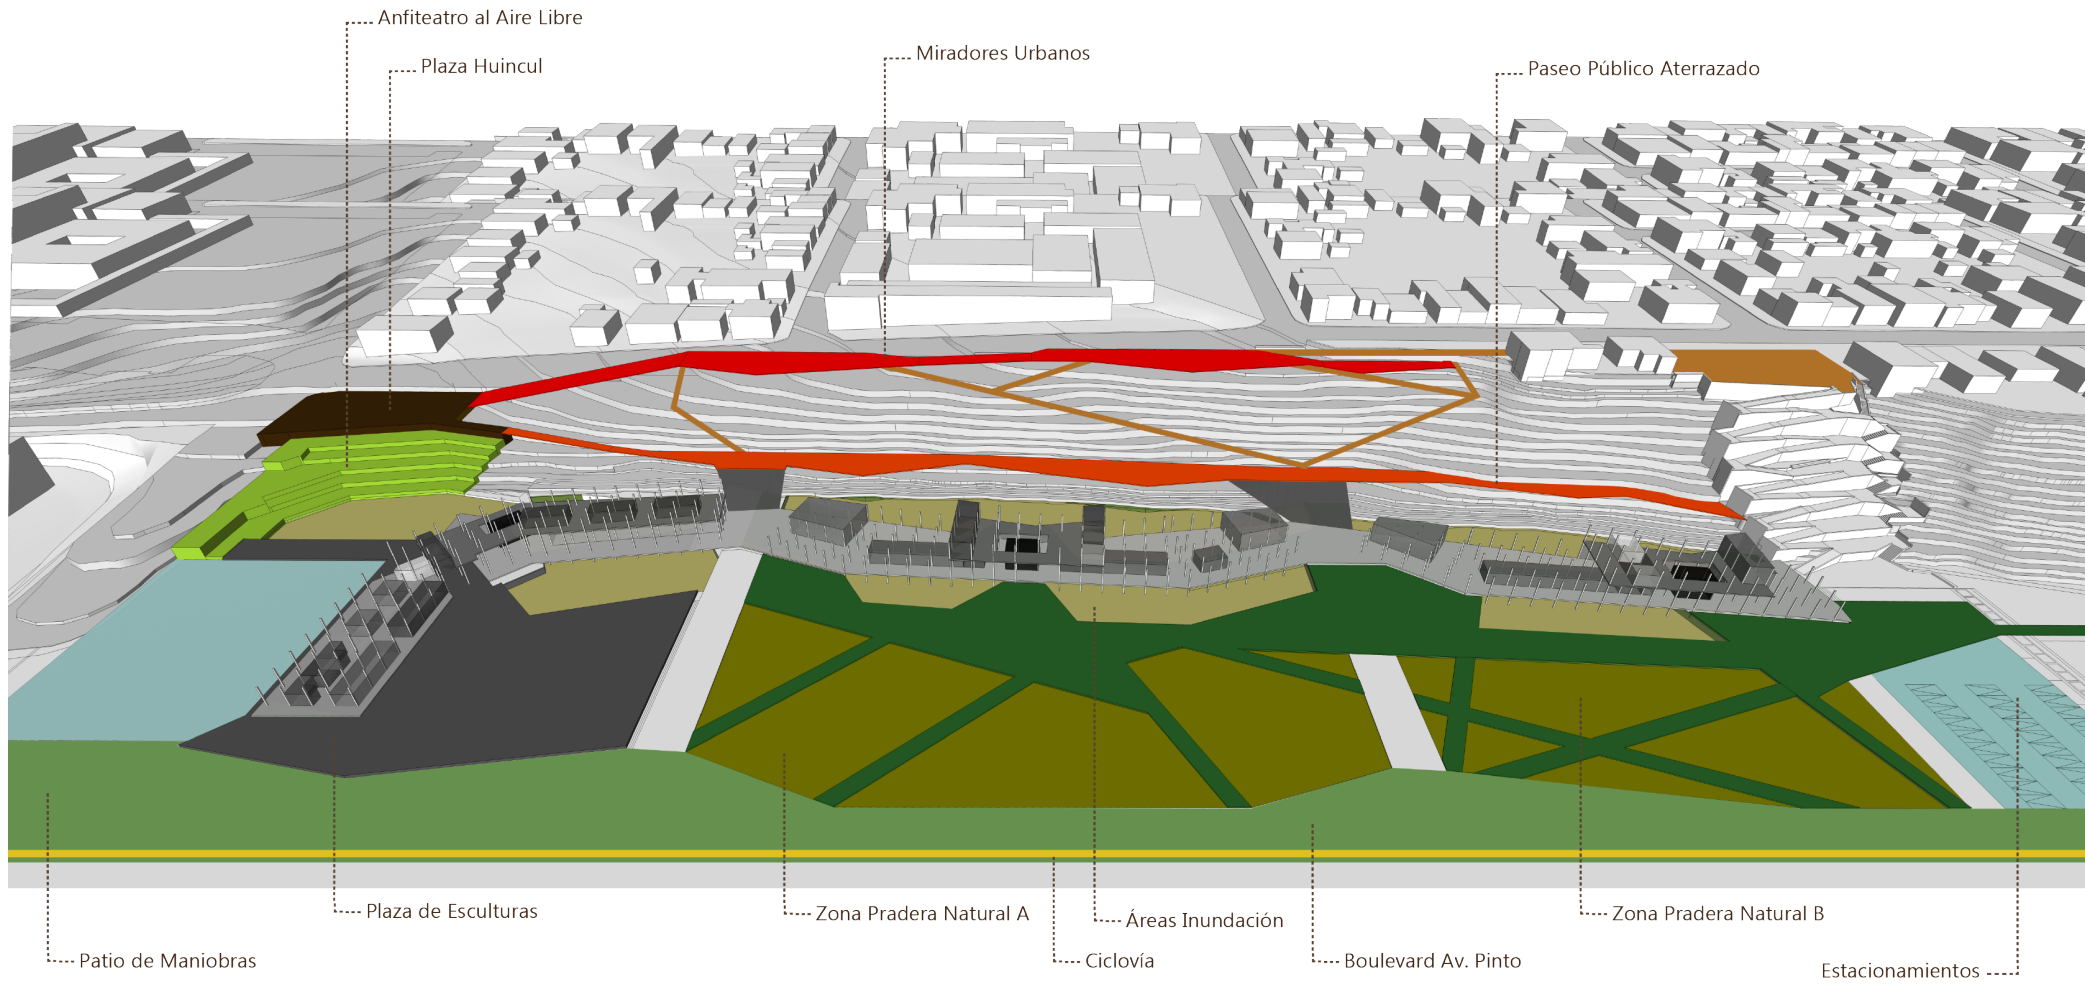 Anfiteatro al Aire Libre
Miradores Urbanos
Plaza Huincul
Paseo Público Aterrazado
Plaza de Esculturas
Zona Pradera Natural A
Áreas Inundación
Zona Pradera Natural B
Patio de Maniobras
Ciclovía
Boulevard Av. Pinto
Estacionamientos